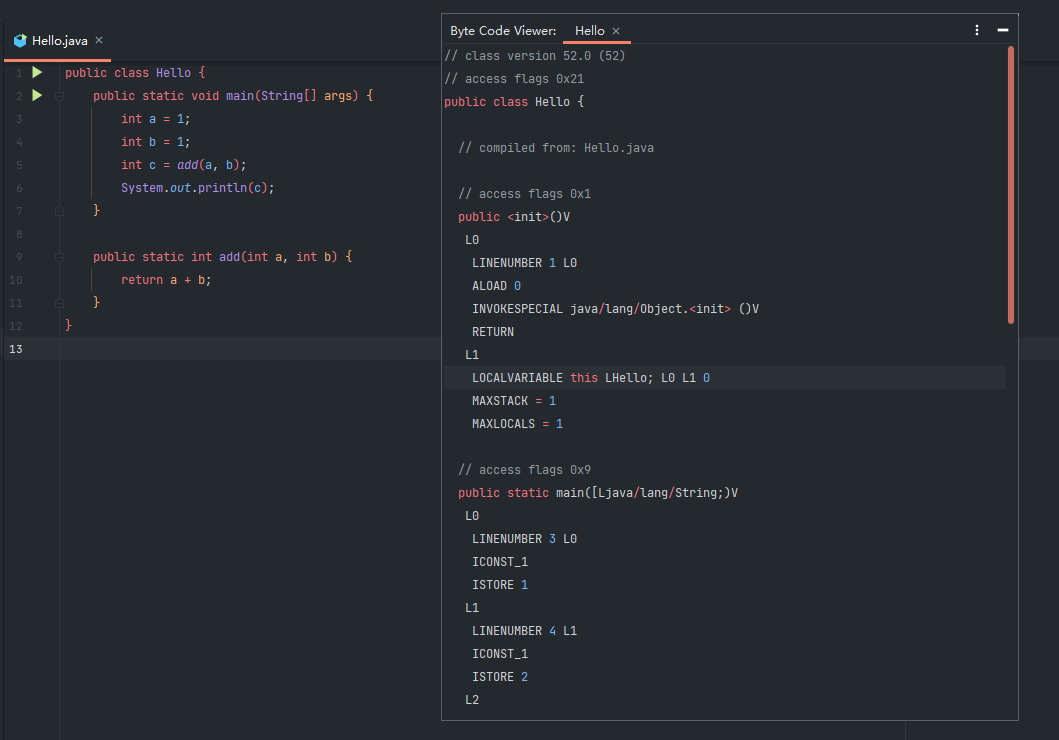 Hello.java ×
1 public class Hello {
2 public static void main(String[] args) {
3 int a = 1;
4 int b = 1;
5 int c = add(a, b);
6 System.out.println(c);
7 }
8
9 public static int add(int a, int b) {
10 return a + b;
11 }
12 }
13
Byte Code Viewer: Hello ×
// class version 52.0 (52)
// access flags 0x21
public class Hello {
// compiled from: Hello.java
// access flags 0x1
public <init>()V
L0
LINENUMBER 1 L0
ALOAD 0
INVOKESPECIAL java/lang/Object.<init> ()V
RETURN
L1
LOCALVARIABLE this LHello; L0 L1 0
MAXSTACK = 1
MAXLOCALS = 1
// access flags 0x9
public static main([Ljava/lang/String;)V
L0
LINENUMBER 3 L0
ICONST_1
ISTORE 1
L1
LINENUMBER 4 L1
ICONST_1
ISTORE 2
L2